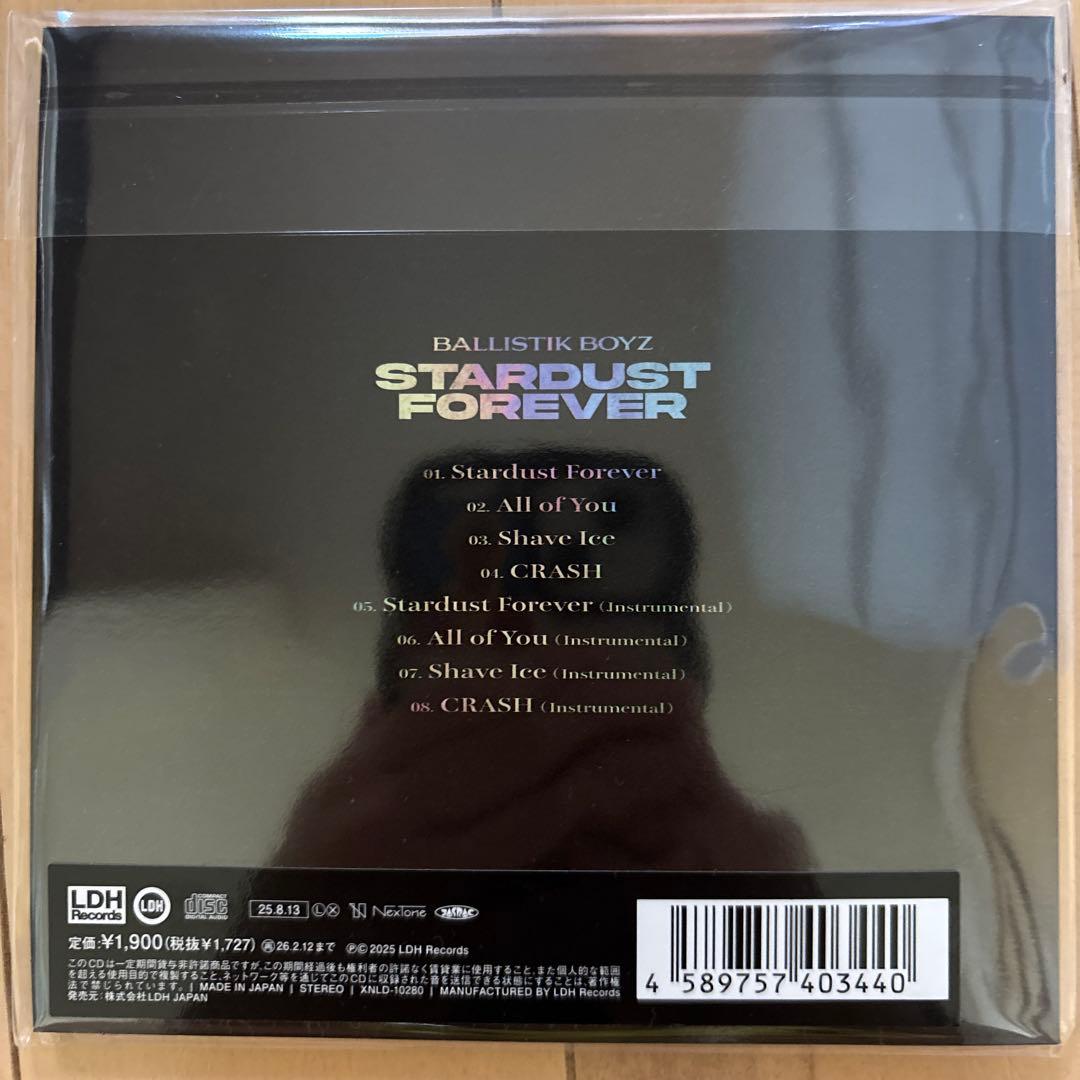 BALLISTIK BOYZ
STARDUST
FOREVER
01. Stardust Forever
02. All of You
03. Shave Ice
04. CRASH
05. Stardust Forever (Instrumental)
06. All of You (Instrumental)
07. Shave Ice (Instrumental)
08. CRASH (Instrumental)
LDH Records
LDH
COMPACT disc DIGITAL AUDIO
25.8.13 Ⓛ Ⓧ NexTone JASRAC
定価:¥1,900(税抜¥1,727) ㊢26.2.12まで ℗©2025 LDH Records
このCDは一定期間貸与非許諾商品ですが、この期間経過後も権利者の許諾なく賃貸業に使用すること、また個人的な範囲
を超える使用目的で複製すること、ネットワーク等を通じてこのCDに収録された音を送信できる状態にすることは、著作権
法で禁じられています。| MADE IN JAPAN | STEREO | XNLD-10280 | MANUFACTURED BY LDH Records
発売元:株式会社LDH JAPAN
4 589757 403440